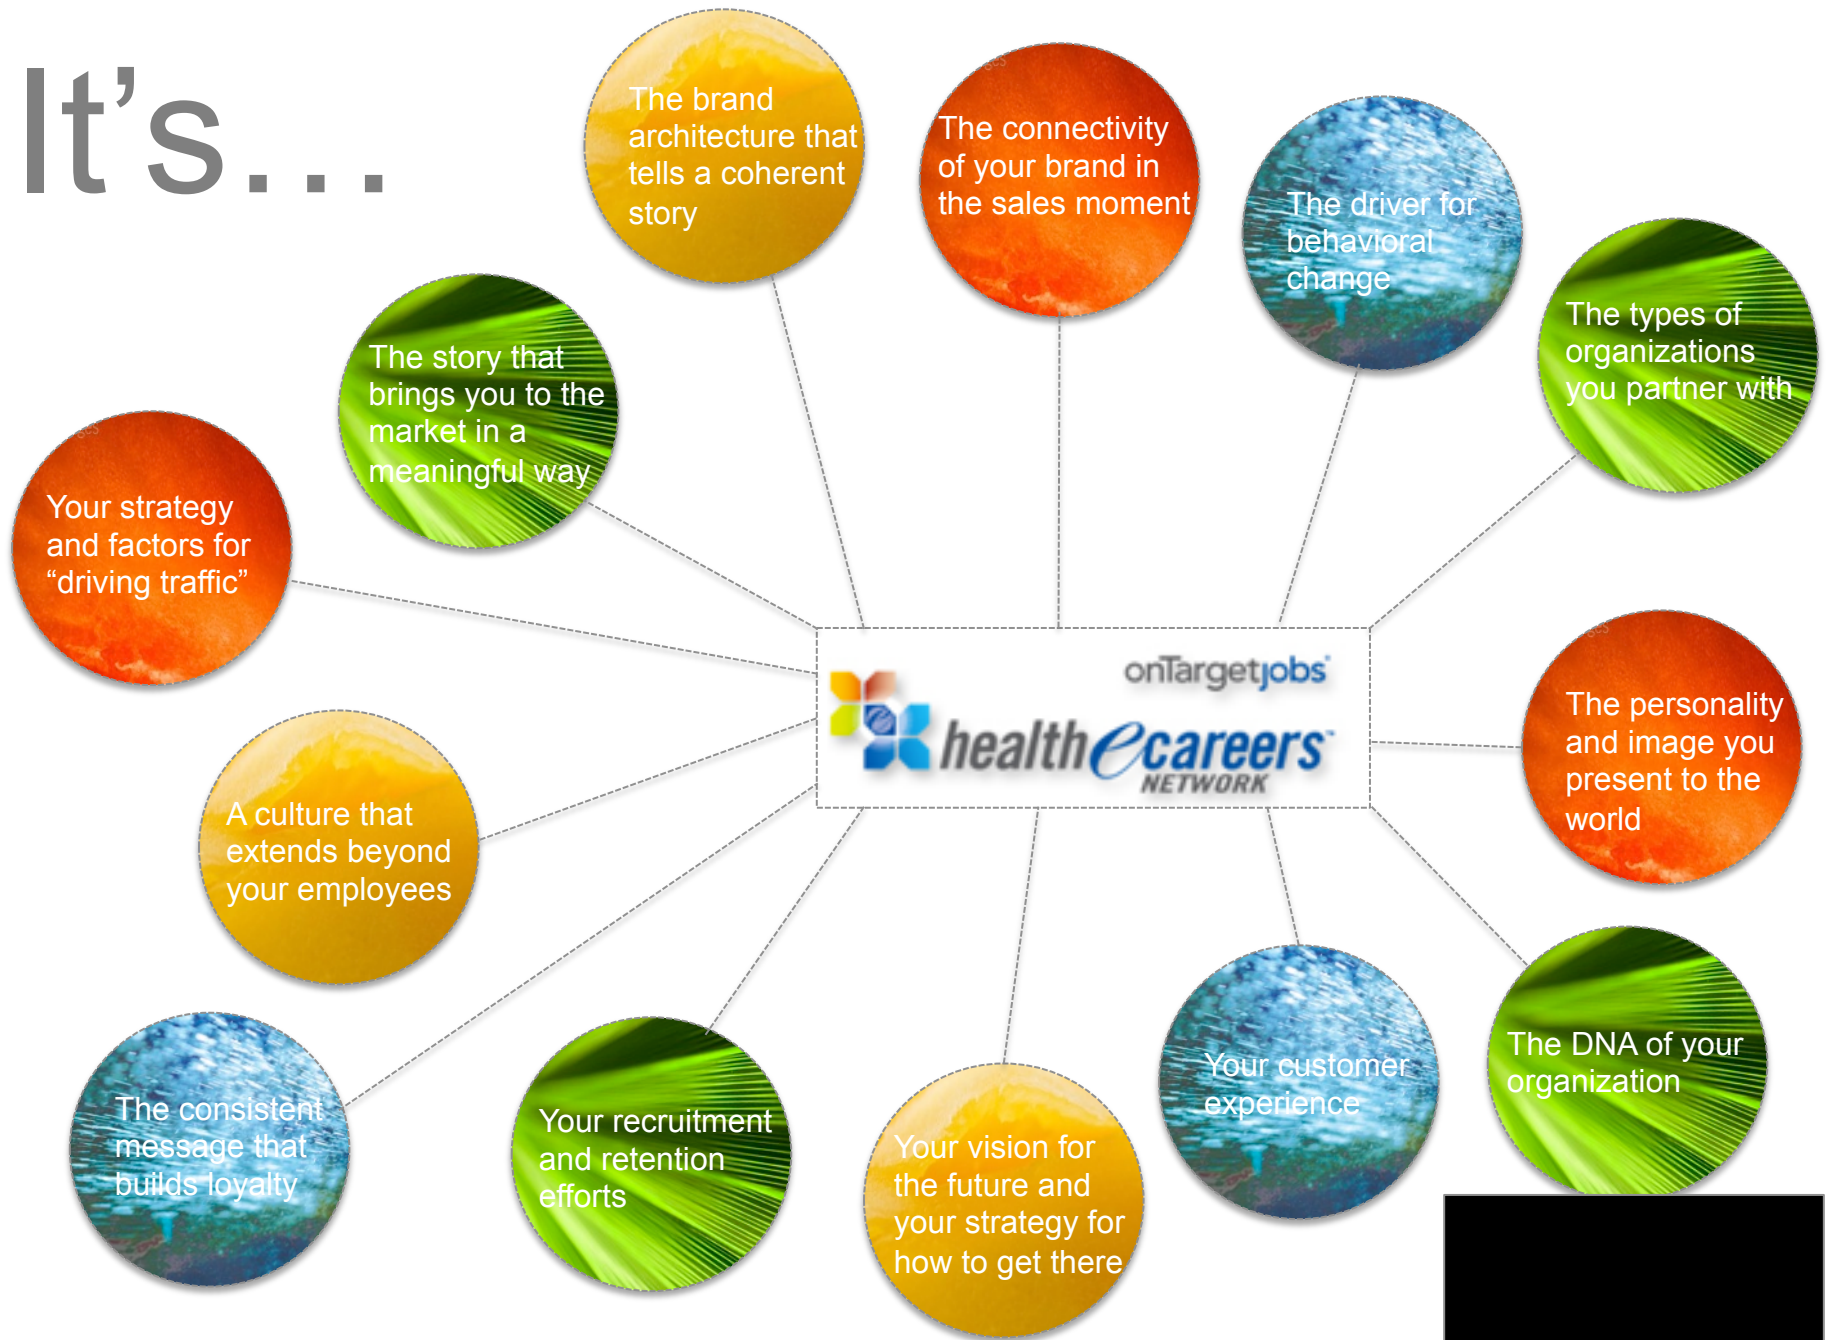 It’s...
The brand
architecture that
tells a coherent
story
The connectivity
of your brand in
the sales moment
The driver for
behavioral
change
The types of
organizations
you partner with
The story that
brings you to the
market in a
meaningful way
Your strategy
and factors for
“driving traffic”
onTargetjobs
healthecareers
NETWORK
The personality
and image you
present to the
world
A culture that
extends beyond
your employees
The consistent
message that
builds loyalty
Your recruitment
and retention
efforts
Your vision for
the future and
your strategy for
how to get there
Your customer
experience
The DNA of your
organization